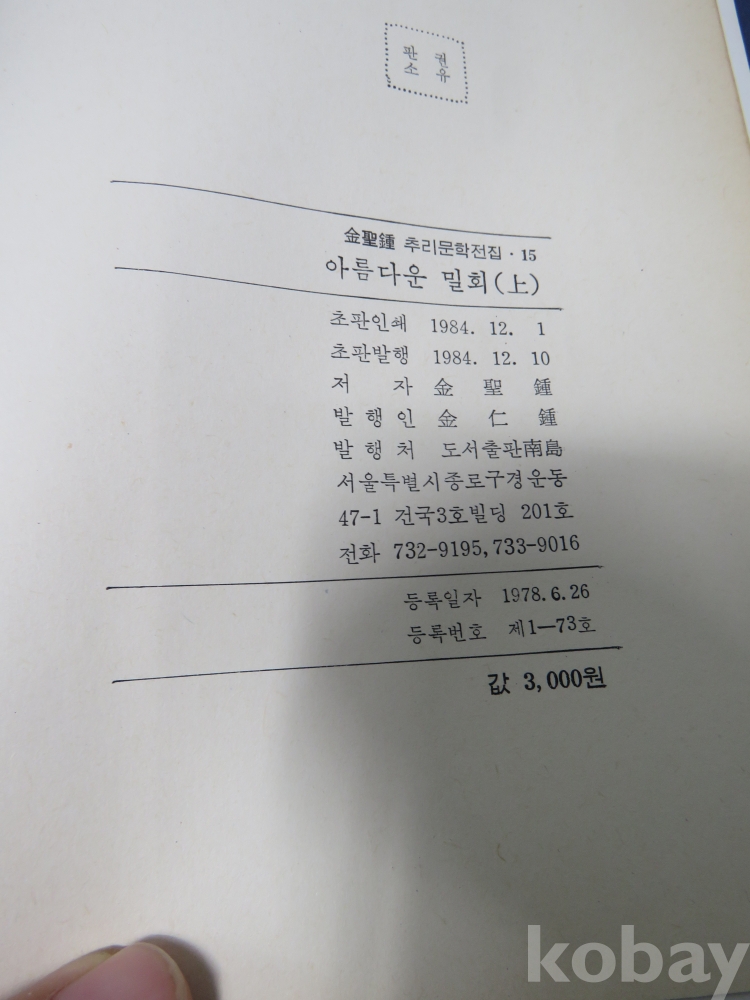 판권
소유
金聖鍾 추리문학전집·15
아름다운 밀회(上)
초판인쇄 1984. 12. 1
초판발행 1984. 12. 10
저 자 金 聖 鍾
발 행 인 金 仁 鍾
발 행 처 도서출판南島
서울특별시종로구경운동
47-1 건국3호빌딩 201호
전화 732-9195, 733-9016
등록일자 1978. 6. 26
등록번호 제1―73호
값 3,000원
kobay